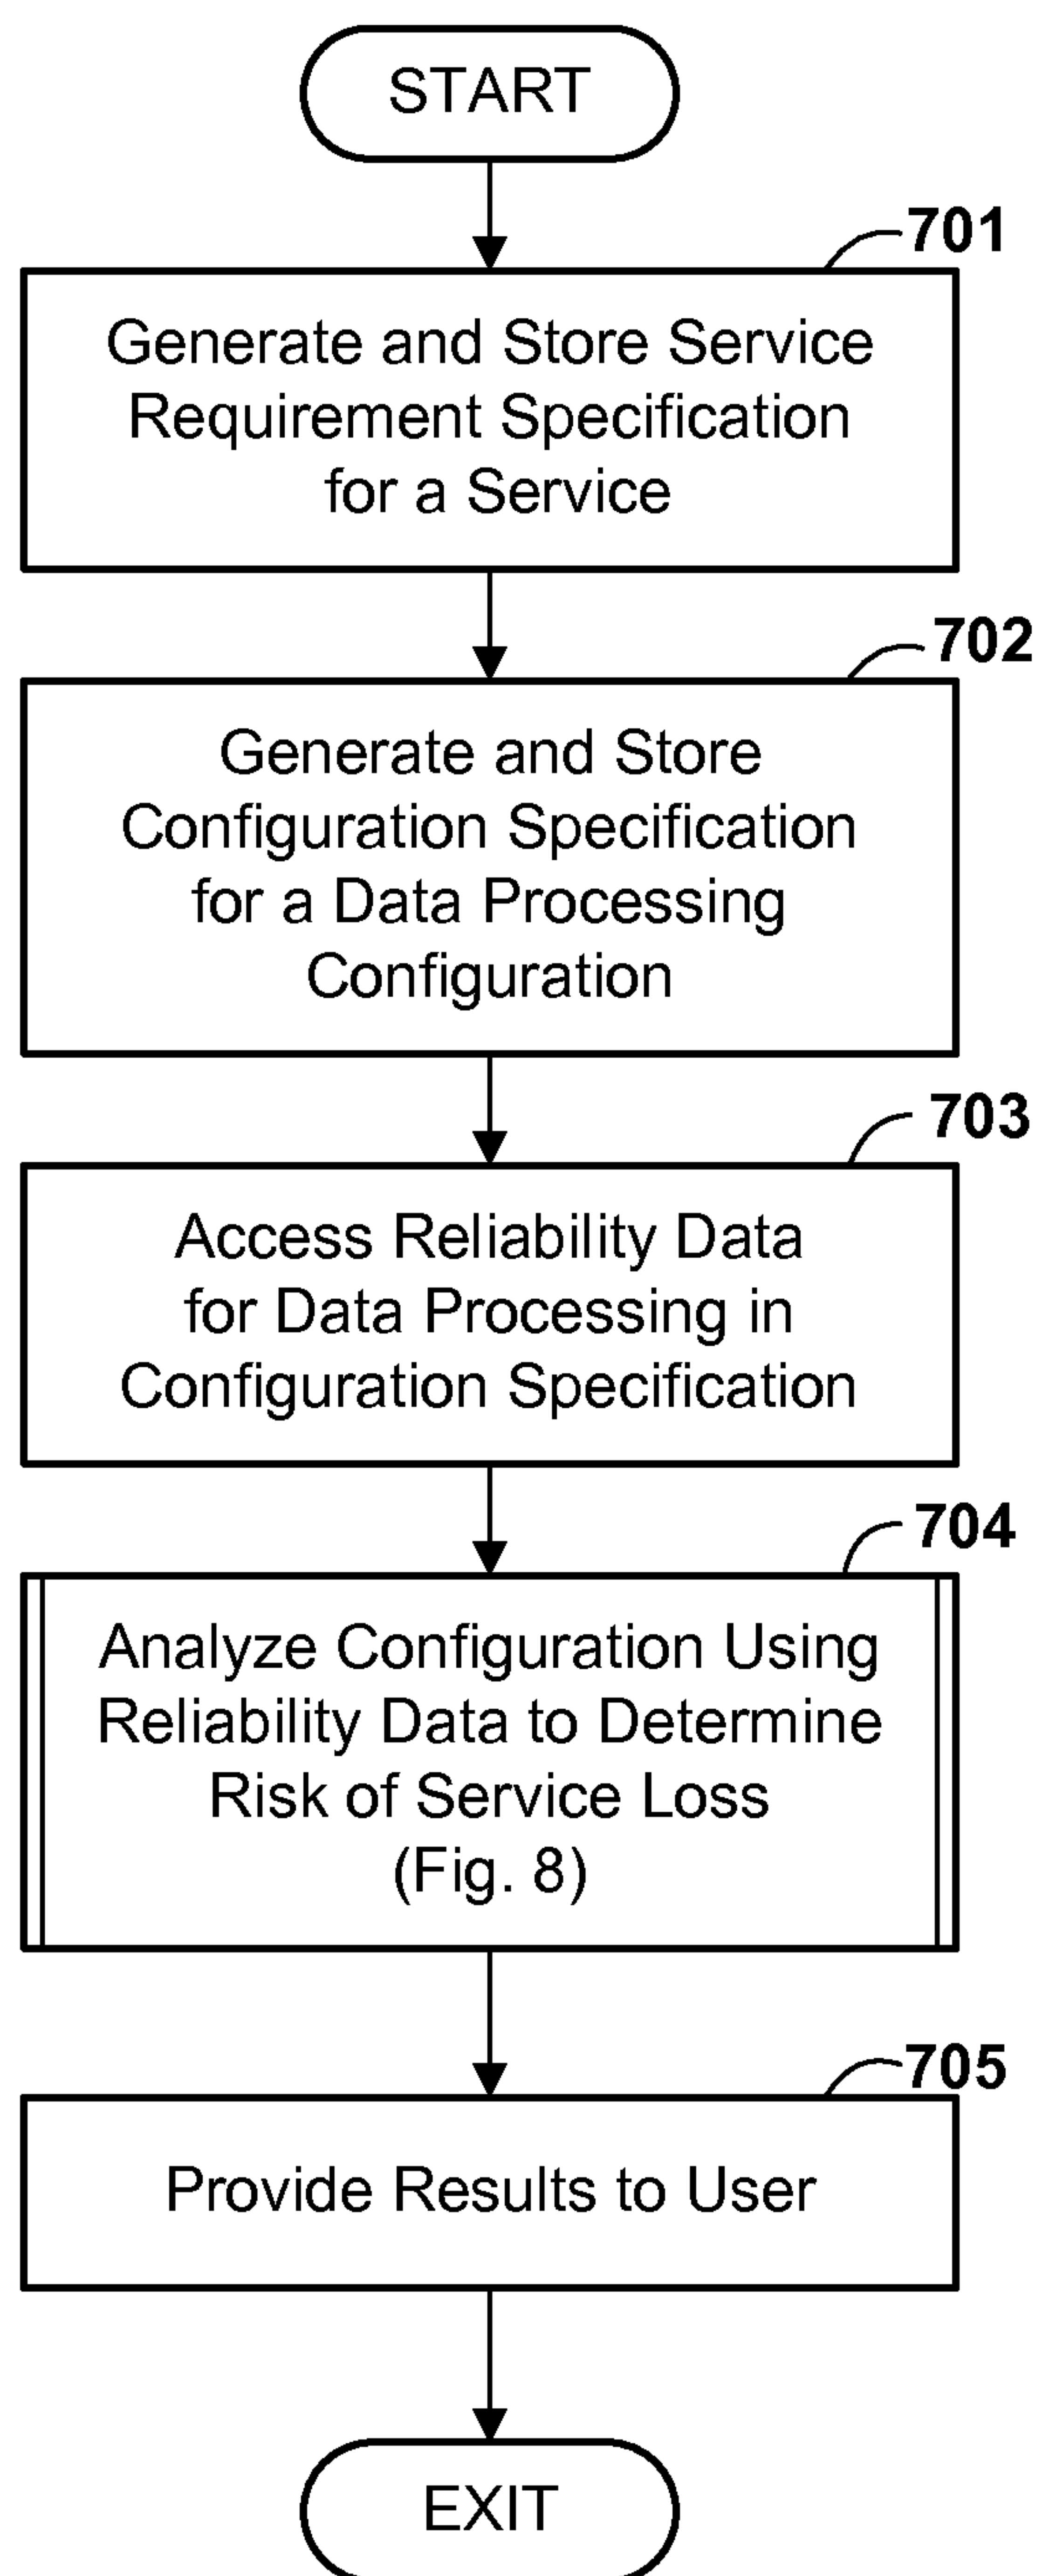 START
701
Generate and Store Service
Requirement Specification
for a Service
702
Generate and Store
Configuration Specification
for a Data Processing
Configuration
703
Access Reliability Data
for Data Processing in
Configuration Specification
704
Analyze Configuration Using
Reliability Data to Determine
Risk of Service Loss
(Fig. 8)
705
Provide Results to User
EXIT